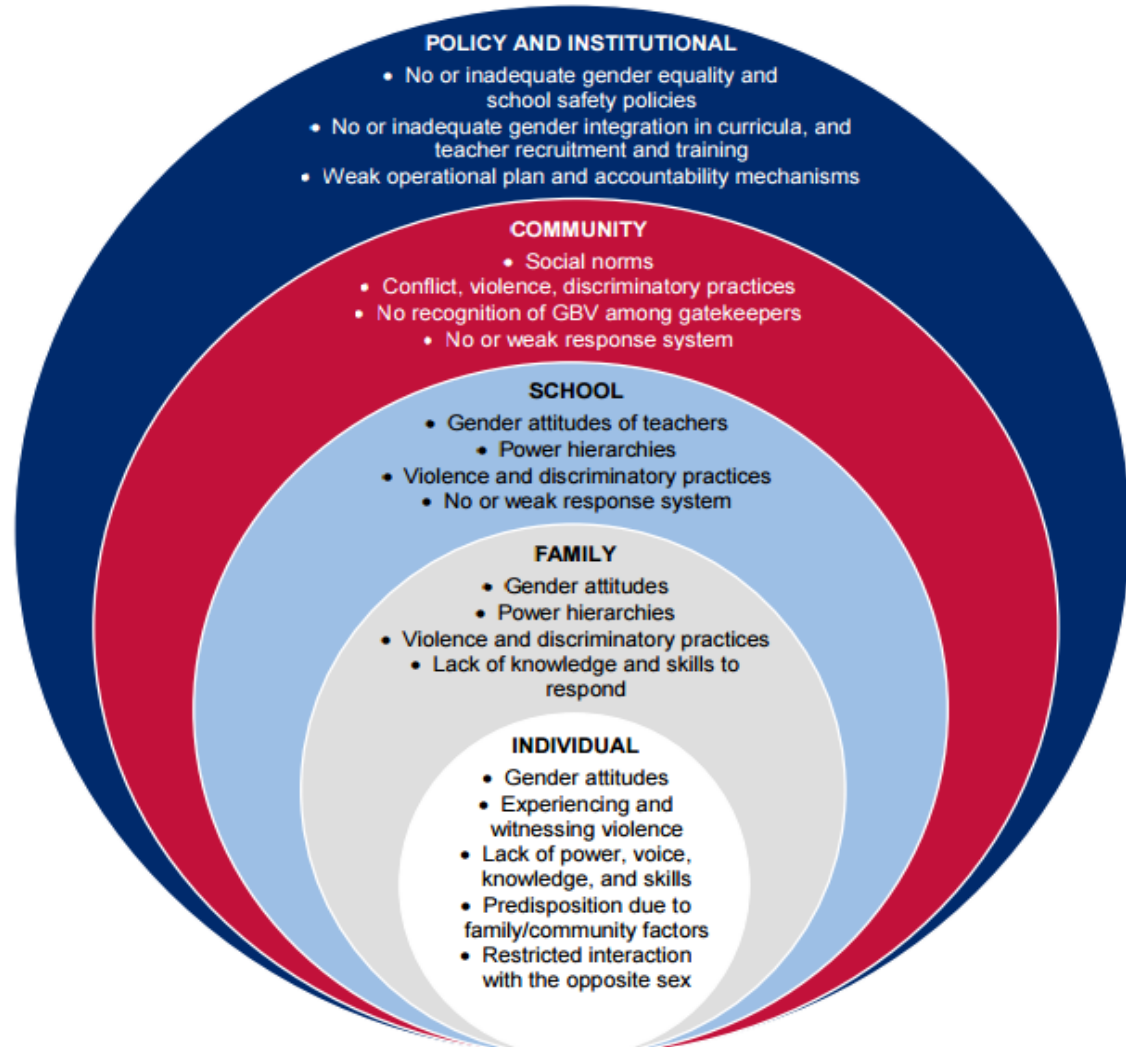 POLICY AND INSTITUTIONAL
• No or inadequate gender equality and
school safety policies
• No or inadequate gender integration in curricula, and
teacher recruitment and training
• Weak operational plan and accountability mechanisms
COMMUNITY
• Social norms
• Conflict, violence, discriminatory practices
• No recognition of GBV among gatekeepers
• No or weak response system
SCHOOL
• Gender attitudes of teachers
• Power hierarchies
• Violence and discriminatory practices
• No or weak response system
FAMILY
• Gender attitudes
• Power hierarchies
• Violence and discriminatory practices
• Lack of knowledge and skills to
respond
INDIVIDUAL
• Gender attitudes
• Experiencing and
witnessing violence
• Lack of power, voice,
knowledge, and skills
• Predisposition due to
family/community factors
• Restricted interaction
with the opposite sex